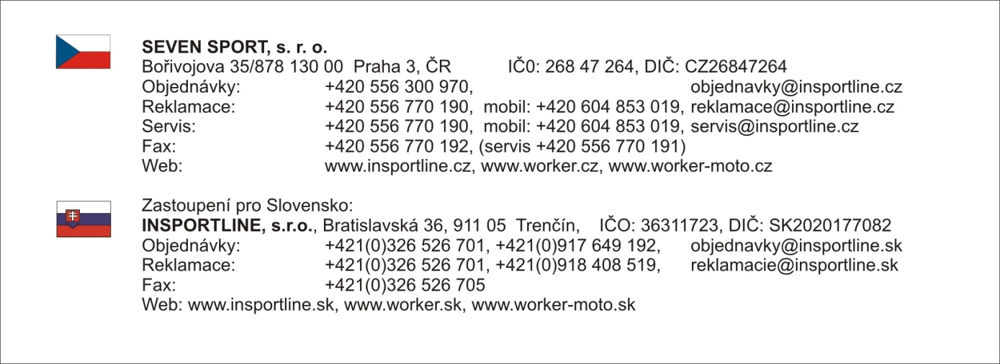 SEVEN SPORT, s. r. o.
Bořivojova 35/878 130 00 Praha 3, ČR IČ0: 268 47 264, DIČ: CZ26847264
Objednávky: +420 556 300 970, objednavky@insportline.cz
Reklamace: +420 556 770 190, mobil: +420 604 853 019, reklamace@insportline.cz
Servis: +420 556 770 190, mobil: +420 604 853 019, servis@insportline.cz
Fax: +420 556 770 192, (servis +420 556 770 191)
Web: www.insportline.cz, www.worker.cz, www.worker-moto.cz
Zastoupení pro Slovensko:
INSPORTLINE, s.r.o., Bratislavská 36, 911 05 Trenčín, IČO: 36311723, DIČ: SK2020177082
Objednávky: +421(0)326 526 701, +421(0)917 649 192, objednavky@insportline.sk
Reklamace: +421(0)326 526 701, +421(0)918 408 519, reklamacie@insportline.sk
Fax: +421(0)326 526 705
Web: www.insportline.sk, www.worker.sk, www.worker-moto.sk